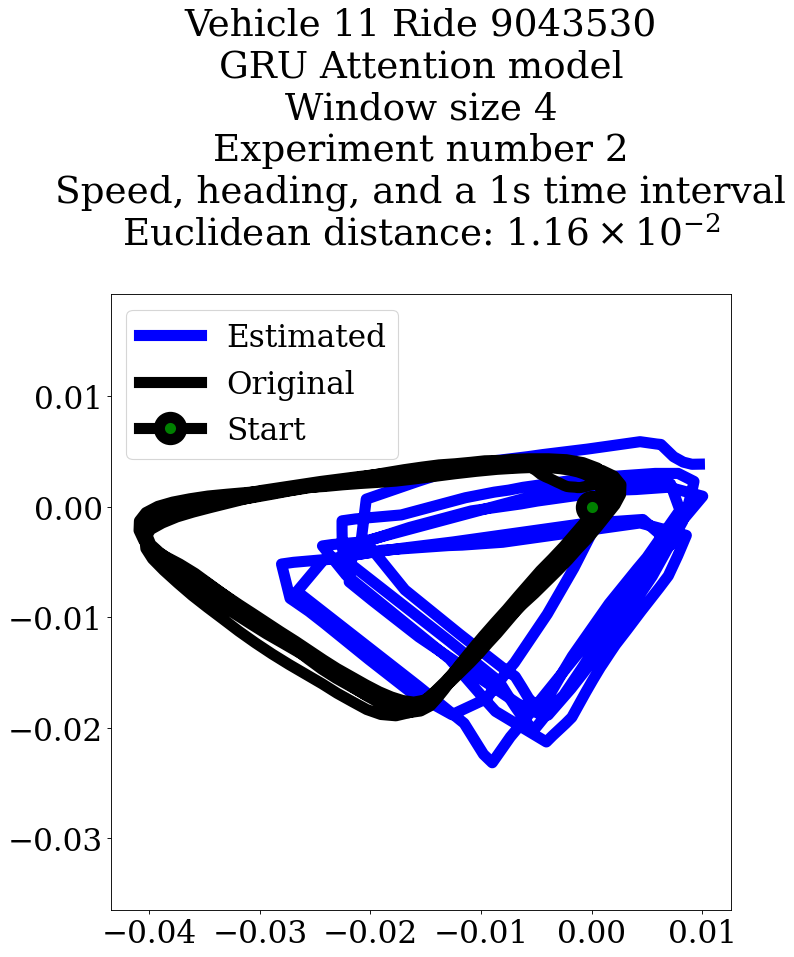 Vehicle 11 Ride 9043530
GRU Attention model
Window size 4
Experiment number 2
Speed, heading, and a 1s time interval
Euclidean distance: 1.16 × 10⁻²
Estimated
Original
Start
0.01
0.00
−0.01
−0.02
−0.03
−0.04 −0.03 −0.02 −0.01 0.00 0.01